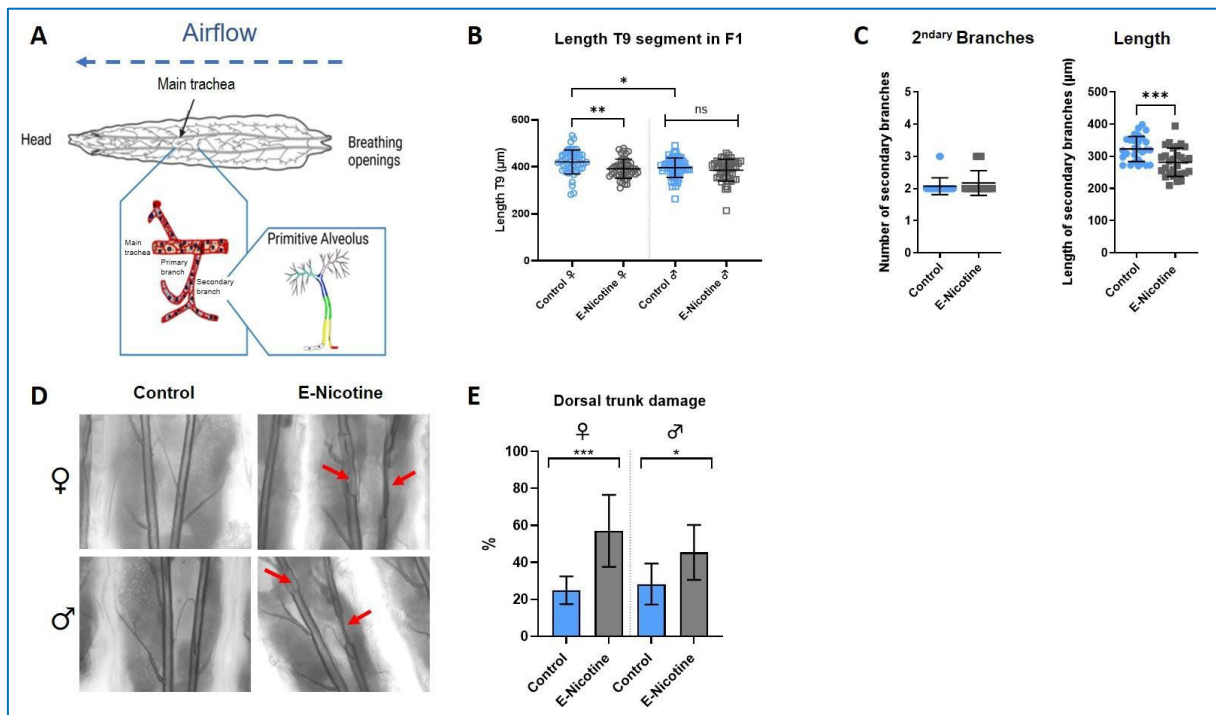 A
Airflow
Main trachea
Head
Breathing
openings
Main
trachea
Primary
branch
Secondary
branch
Primitive Alveolus
B
Length T9 segment in F1
*
**
ns
Length T9 (µm)
600
400
200
0
Control ♀
E-Nicotine ♀
Control ♂
E-Nicotine ♂
C
2ndary Branches
Number of secondary branches
5
4
3
2
1
0
Control
E-Nicotine
Length
***
Length of secondary branches (µm)
500
400
300
200
100
0
Control
E-Nicotine
D
Control
E-Nicotine
♀
♂
E
Dorsal trunk damage
♀
♂
***
*
%
100
80
60
40
20
0
Control
E-Nicotine
Control
E-Nicotine